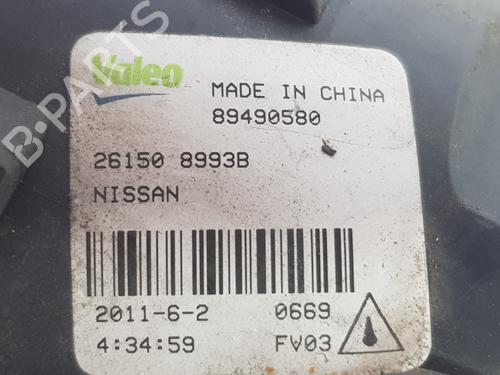 Valeo
MADE IN CHINA
89490580
26150 8993B
NISSAN
2011-6-2 0669
4:34:59 FV03
B-PARTS